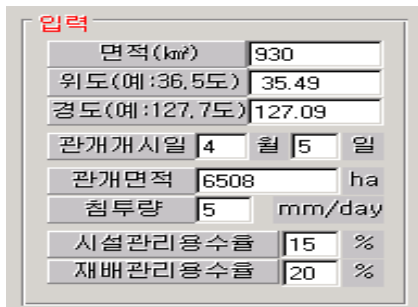 입력
면적(㎢) 930
위도(예:36.5도) 35.49
경도(예:127.7도) 127.09
관개개시일 4 월 5 일
관개면적 6508 ha
침투량 5 mm/day
시설관리용수율 15 %
재배관리용수율 20 %